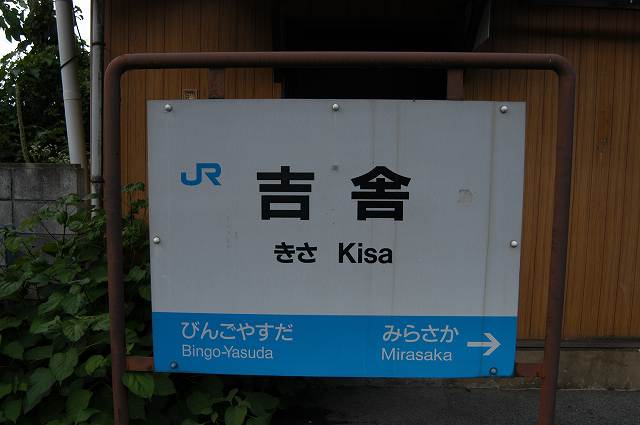 JR
吉舎
きさ Kisa
びんごやすだ みらさか →
Bingo-Yasuda Mirasaka